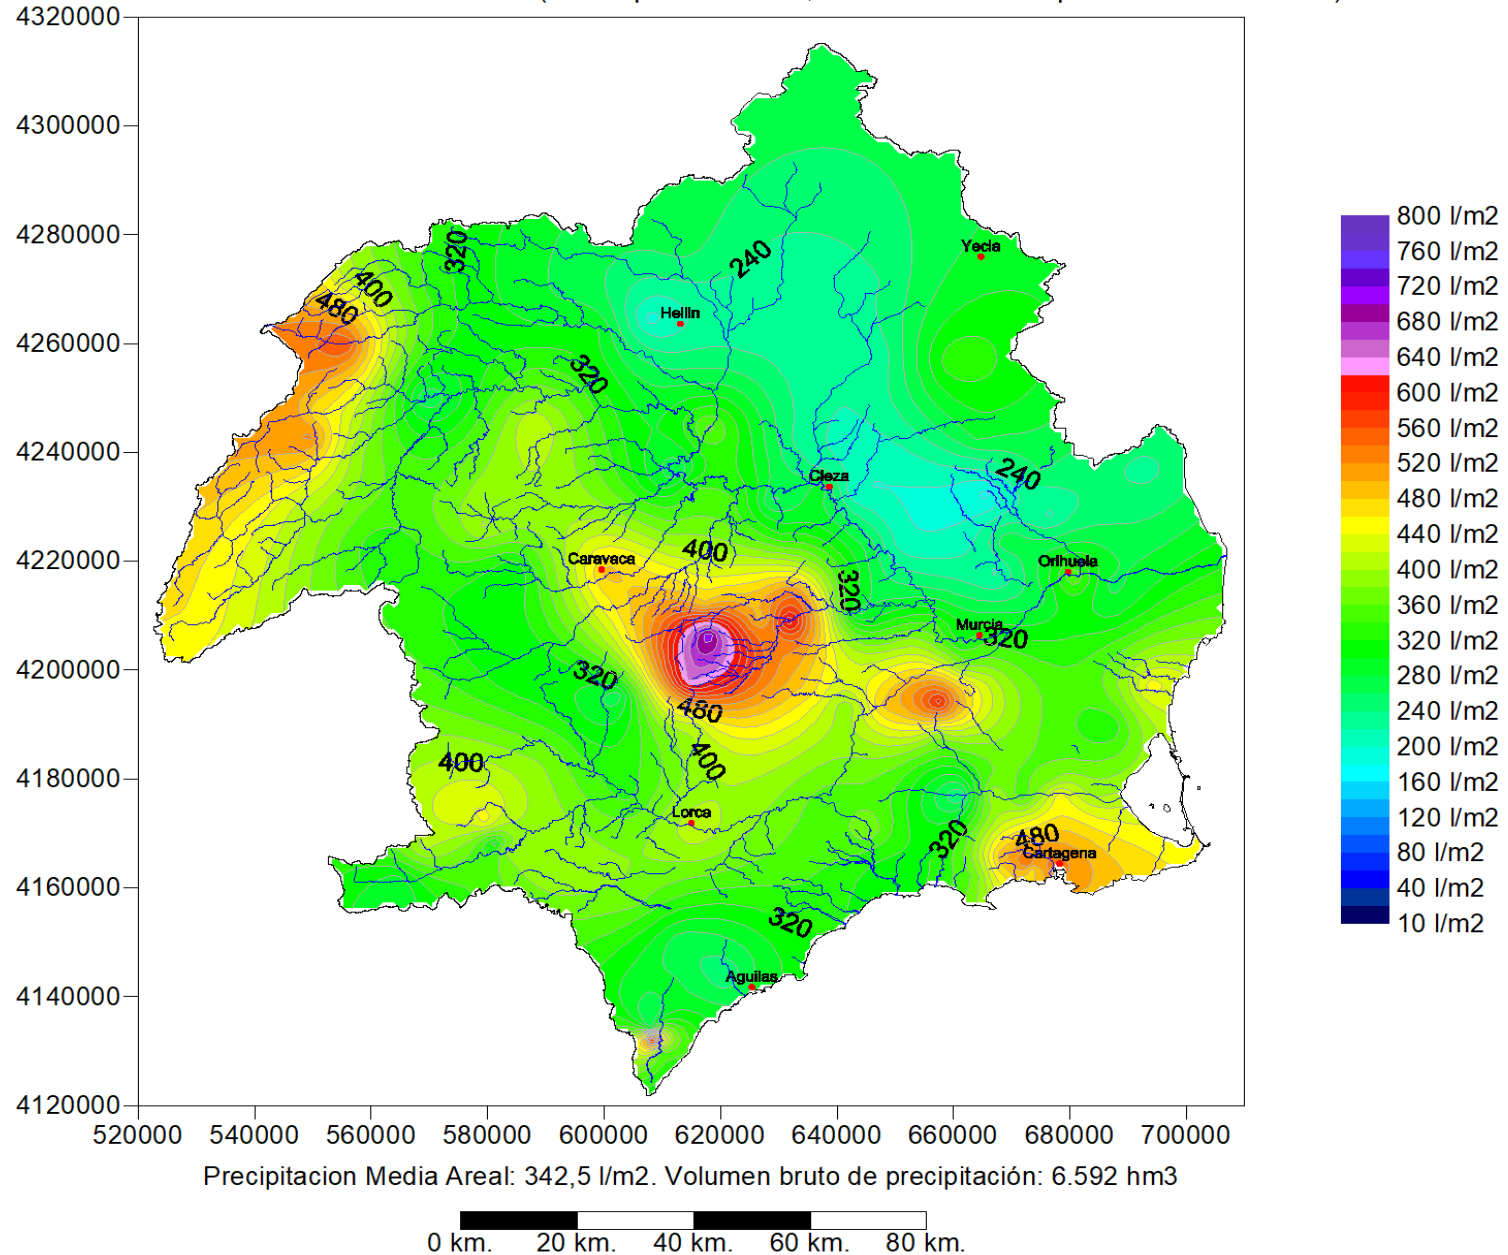 4320000
4300000
4280000
4260000
4240000
4220000
4200000
4180000
4160000
4140000
4120000
520000 540000 560000 580000 600000 620000 640000 660000 680000 700000
320
400
480
240
Yecla
Hellin
320
Cieza
240
Caravaca
400
320
Orihuela
Murcia
320
320
480
400
400
Lorca
320
480
Cartagena
320
Aguilas
800 l/m2
760 l/m2
720 l/m2
680 l/m2
640 l/m2
600 l/m2
560 l/m2
520 l/m2
480 l/m2
440 l/m2
400 l/m2
360 l/m2
320 l/m2
280 l/m2
240 l/m2
200 l/m2
160 l/m2
120 l/m2
80 l/m2
40 l/m2
10 l/m2
Precipitacion Media Areal: 342,5 l/m2. Volumen bruto de precipitación: 6.592 hm3
0 km. 20 km. 40 km. 60 km. 80 km.